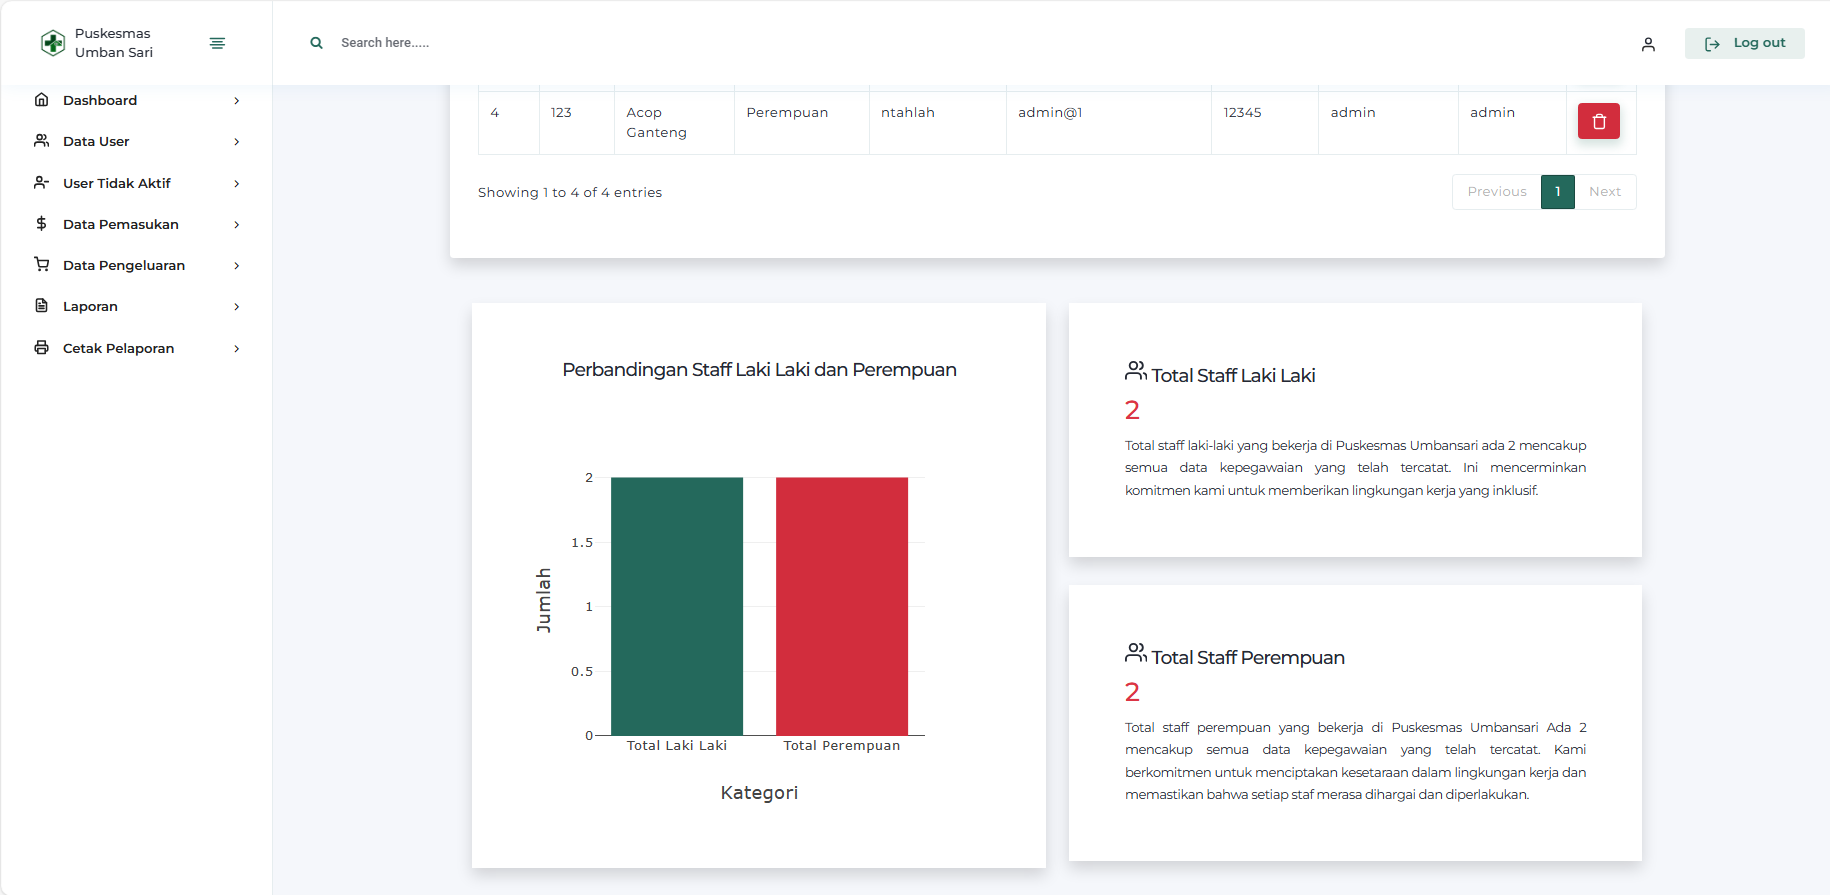 Puskesmas
Umban Sari
Search here.....
Log out
Dashboard
Data User
User Tidak Aktif
Data Pemasukan
Data Pengeluaran
Laporan
Cetak Pelaporan
4 123 Acop Perempuan ntahlah admin@1 12345 admin admin
Ganteng
Showing 1 to 4 of 4 entries
Previous 1 Next
Perbandingan Staff Laki Laki dan Perempuan
2
1.5
1
0.5
0
Jumlah
Total Laki Laki Total Perempuan
Kategori
Total Staff Laki Laki
2
Total staff laki-laki yang bekerja di Puskesmas Umbansari ada 2 mencakup
semua data kepegawaian yang telah tercatat. Ini mencerminkan
komitmen kami untuk memberikan lingkungan kerja yang inklusif.
Total Staff Perempuan
2
Total staff perempuan yang bekerja di Puskesmas Umbansari Ada 2
mencakup semua data kepegawaian yang telah tercatat. Kami
berkomitmen untuk menciptakan kesetaraan dalam lingkungan kerja dan
memastikan bahwa setiap staf merasa dihargai dan diperlakukan.